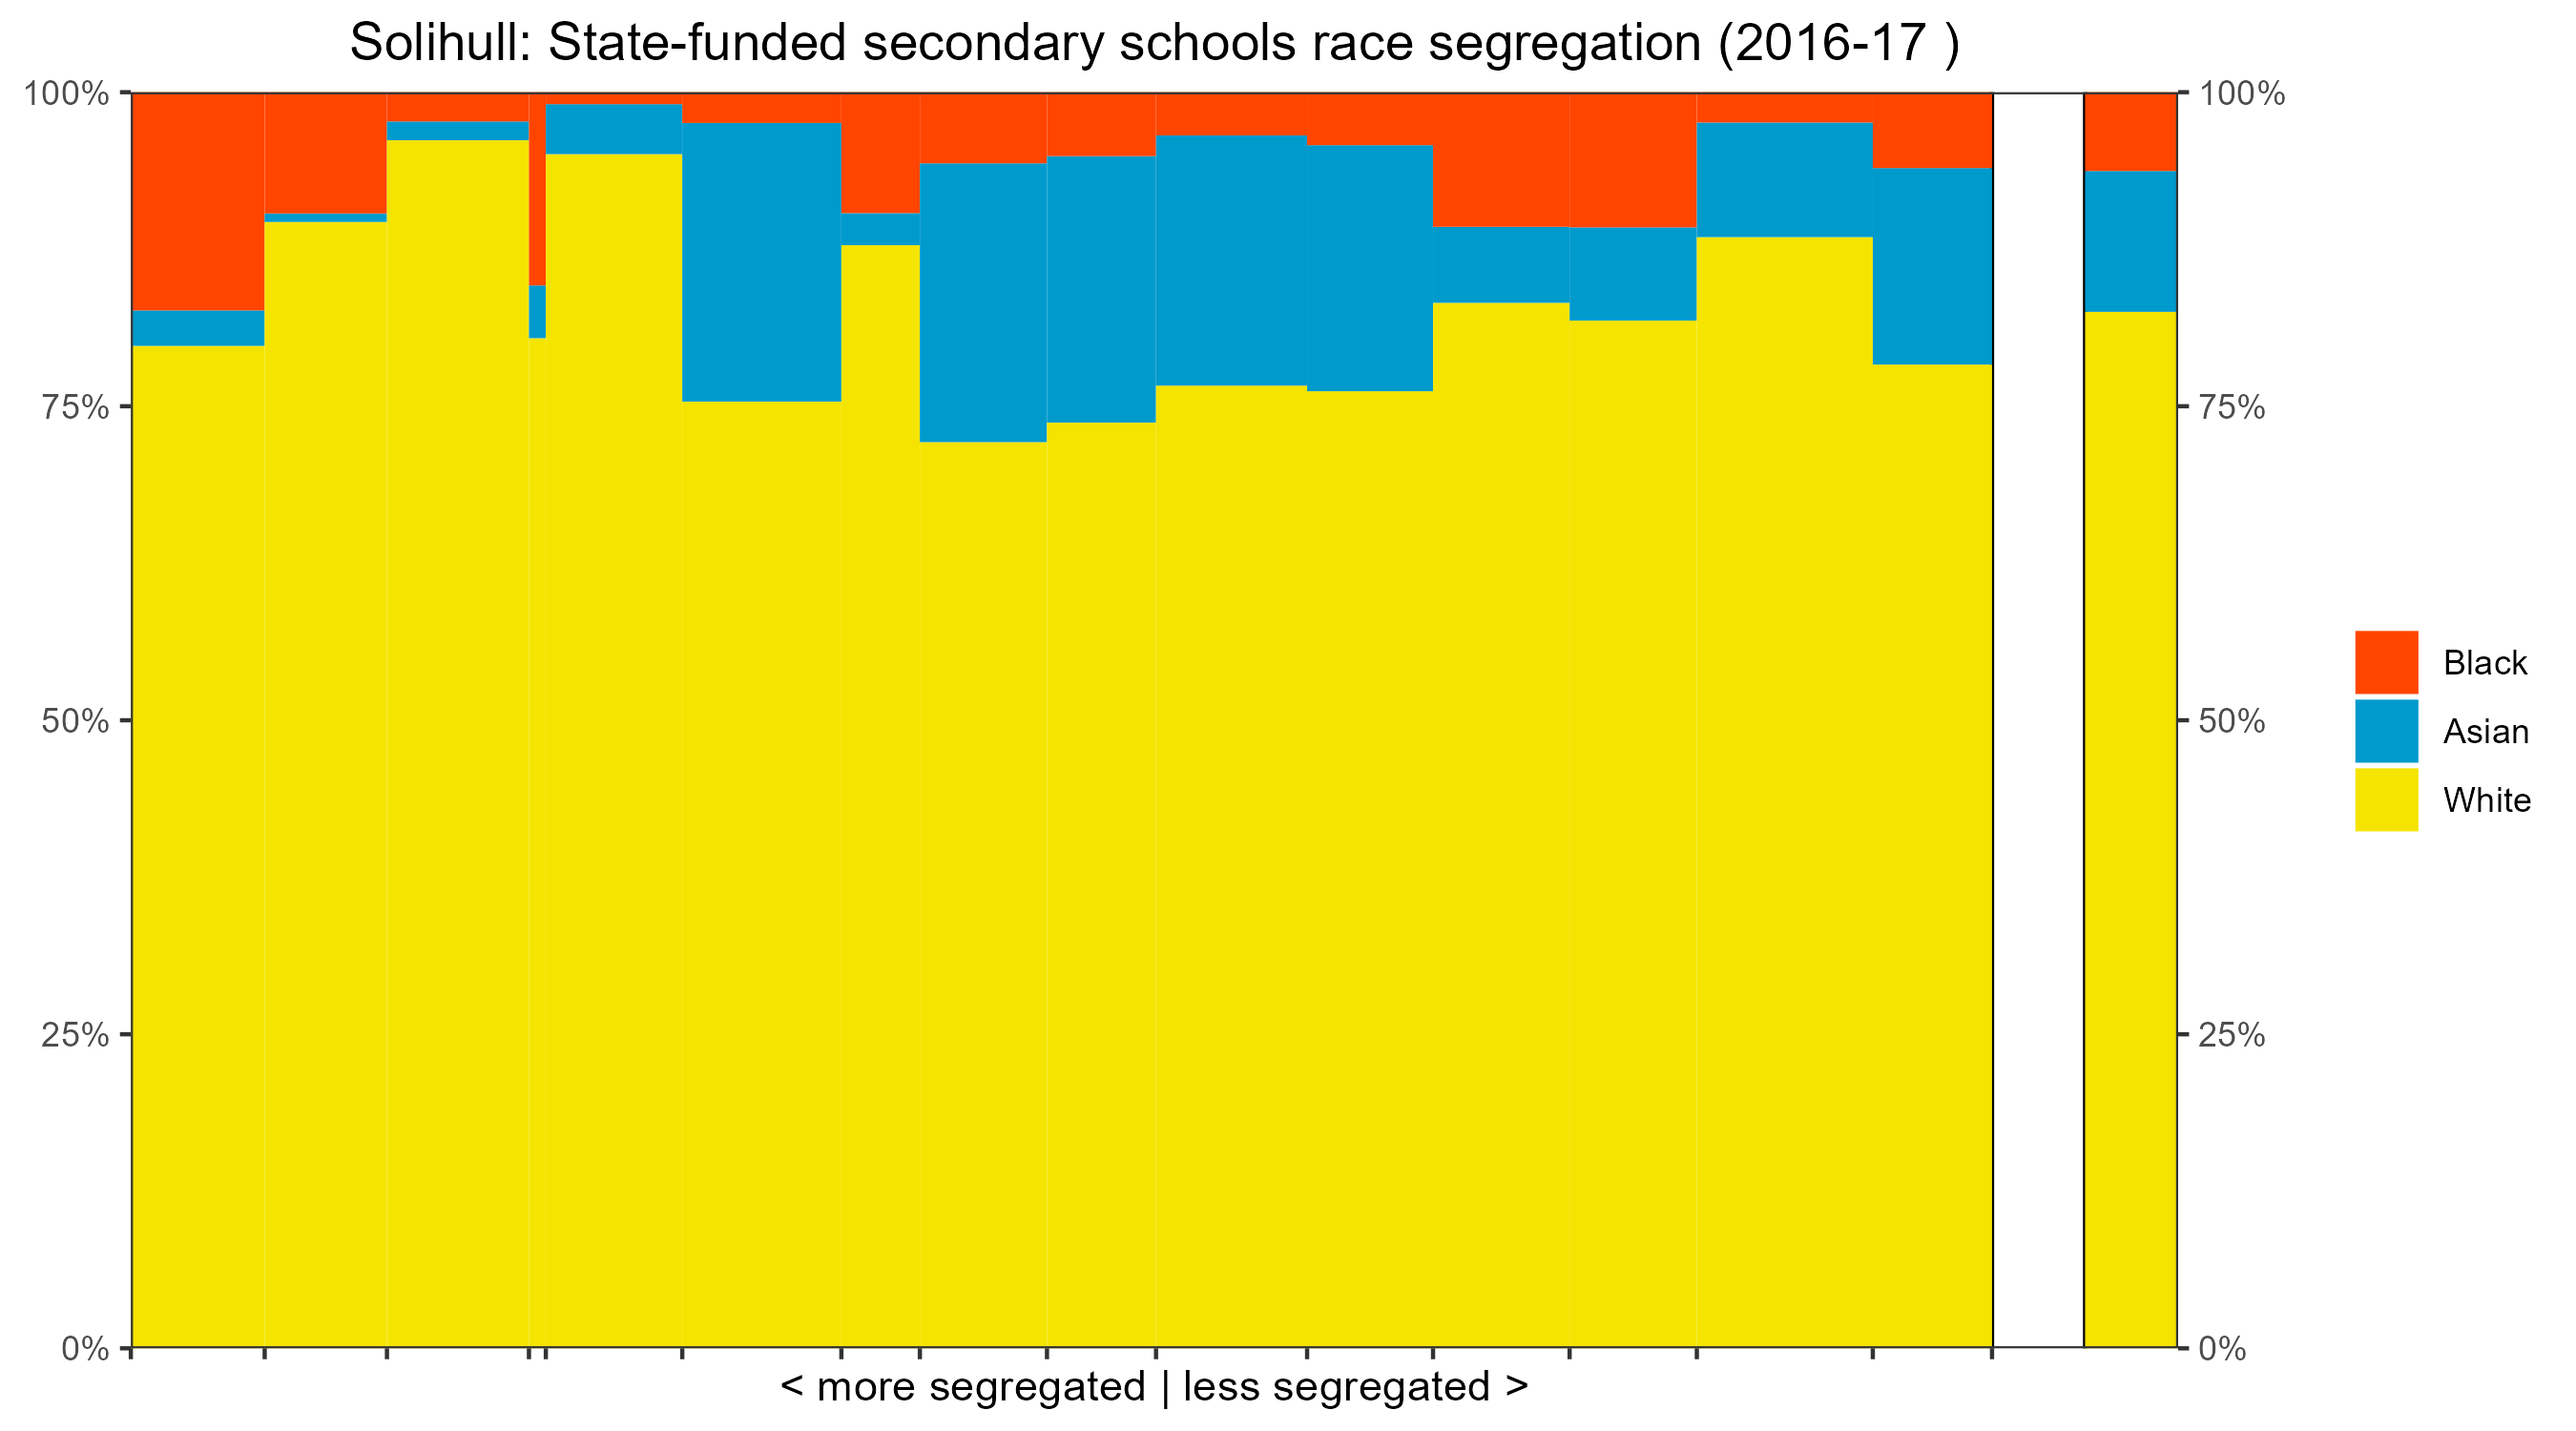 Solihull: State-funded secondary schools race segregation (2016-17 )
100%
75%
50%
25%
0%
100%
75%
50%
25%
0%
Black
Asian
White
< more segregated | less segregated >